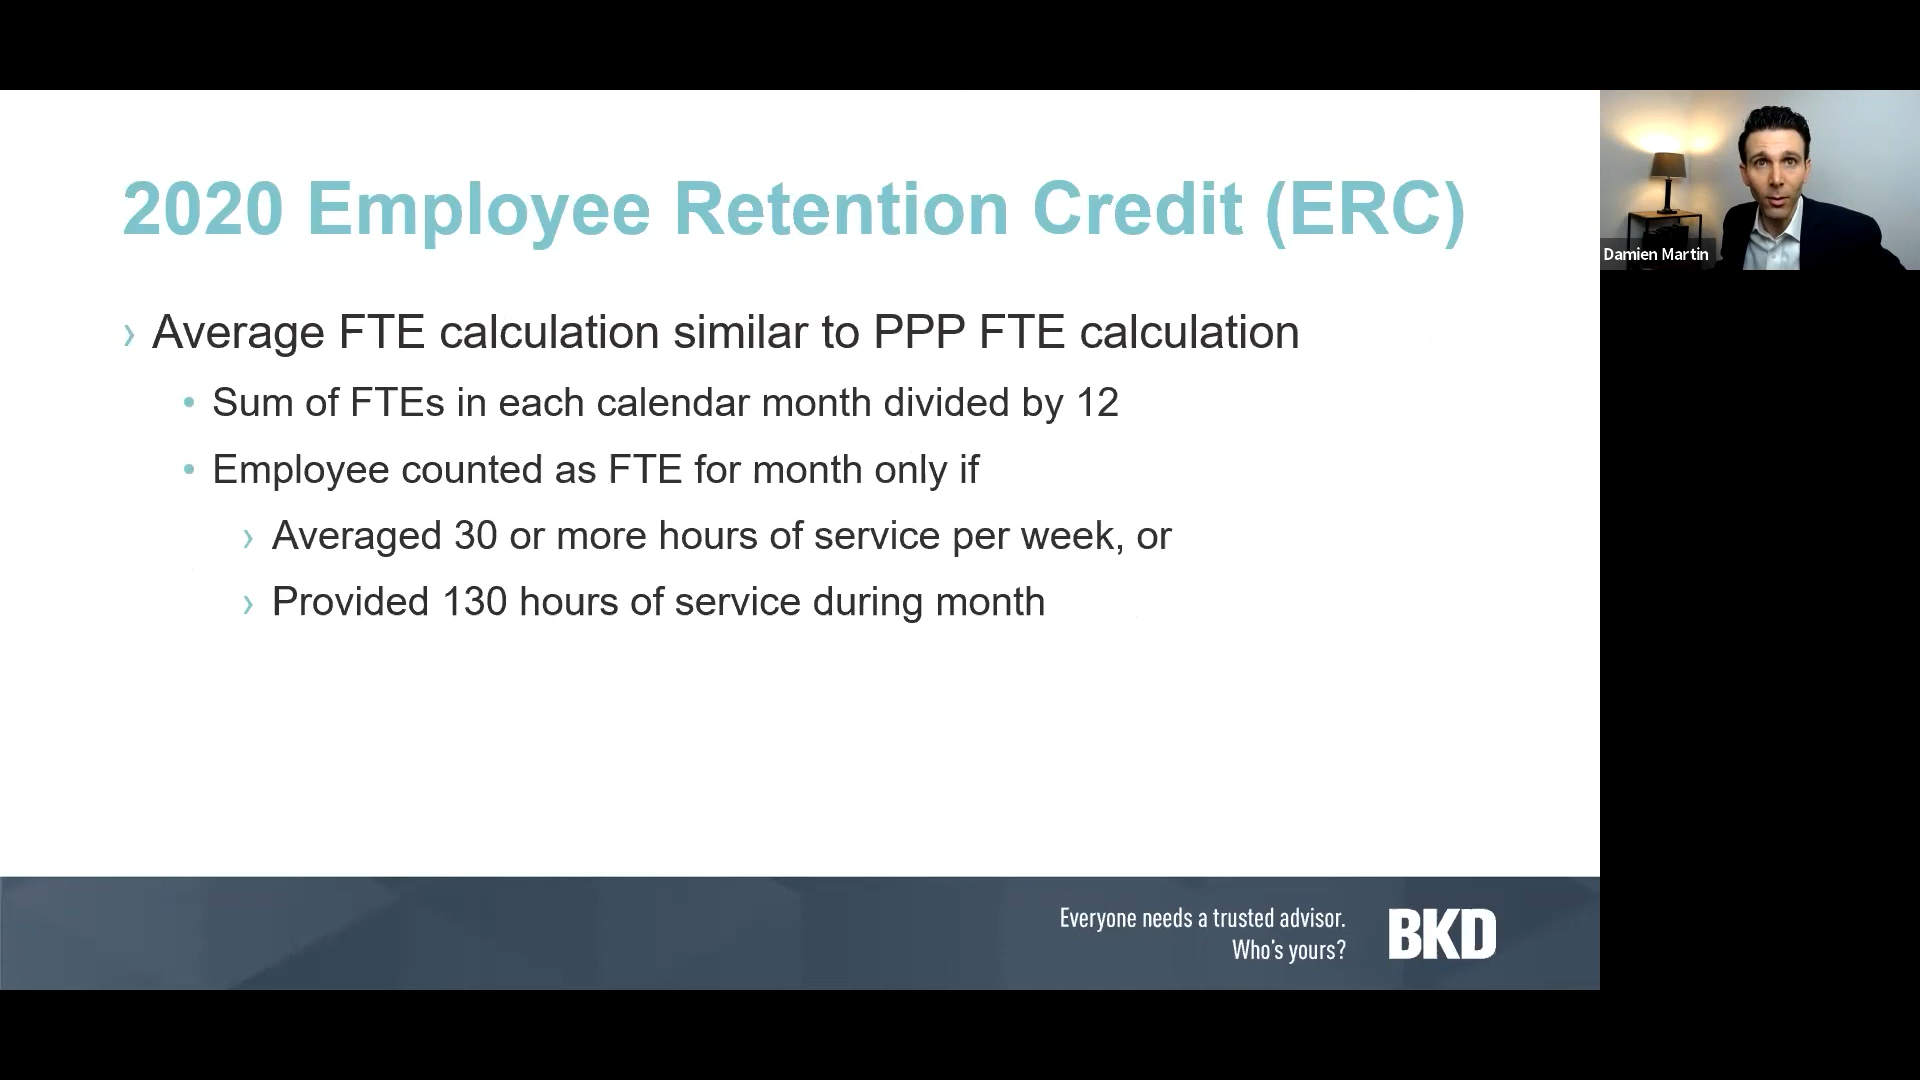 2020 Employee Retention Credit (ERC)
› Average FTE calculation similar to PPP FTE calculation
• Sum of FTEs in each calendar month divided by 12
• Employee counted as FTE for month only if
› Averaged 30 or more hours of service per week, or
› Provided 130 hours of service during month
Damien Martin
Everyone needs a trusted advisor.
Who's yours?
BKD